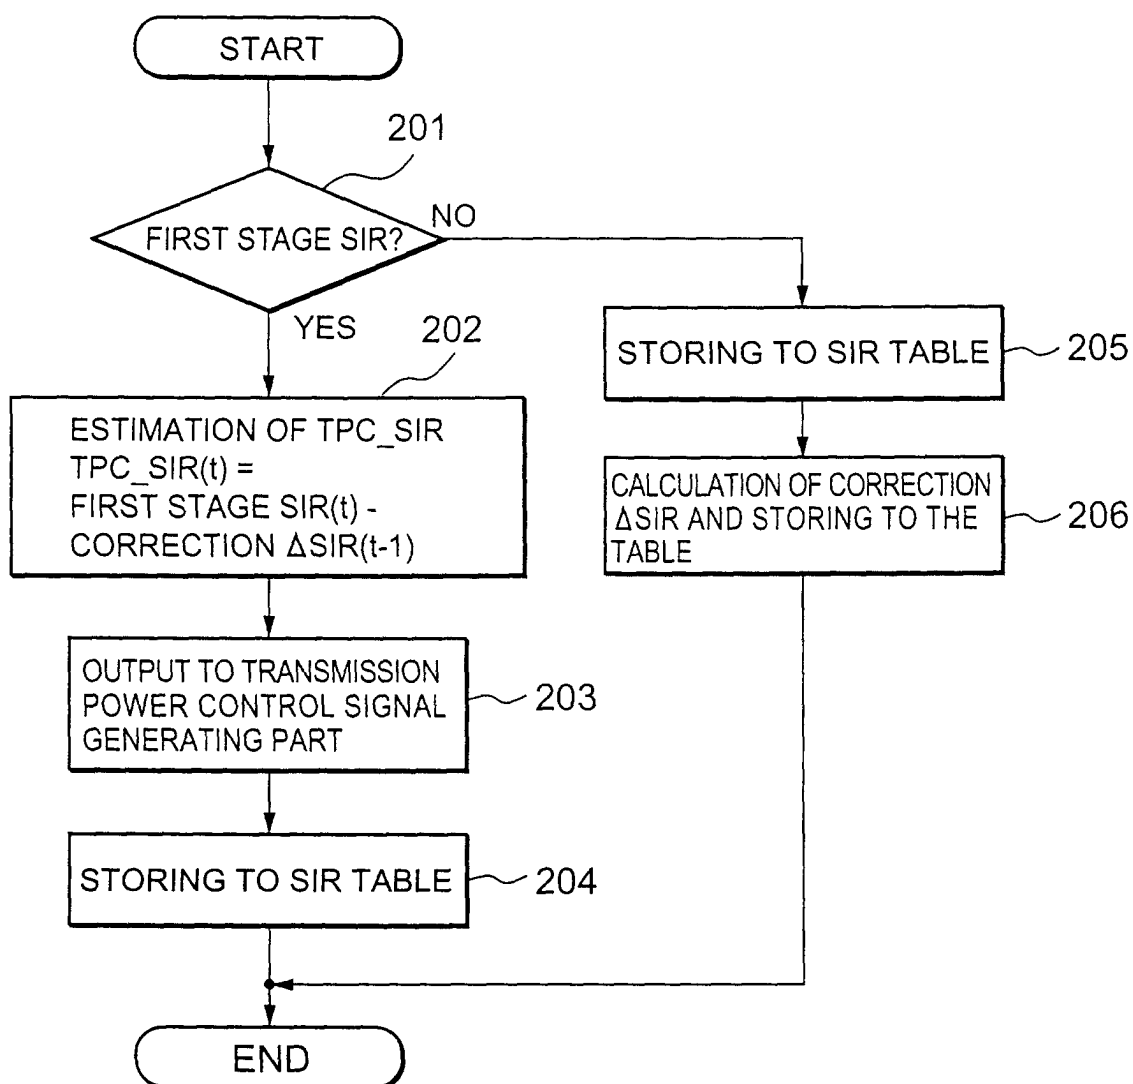 START
201
FIRST STAGE SIR?
NO
YES
202
ESTIMATION OF TPC_SIR
TPC_SIR(t) =
FIRST STAGE SIR(t) -
CORRECTION ΔSIR(t-1)
OUTPUT TO TRANSMISSION
POWER CONTROL SIGNAL
GENERATING PART
203
STORING TO SIR TABLE
204
STORING TO SIR TABLE
205
CALCULATION OF CORRECTION
ΔSIR AND STORING TO THE
TABLE
206
END